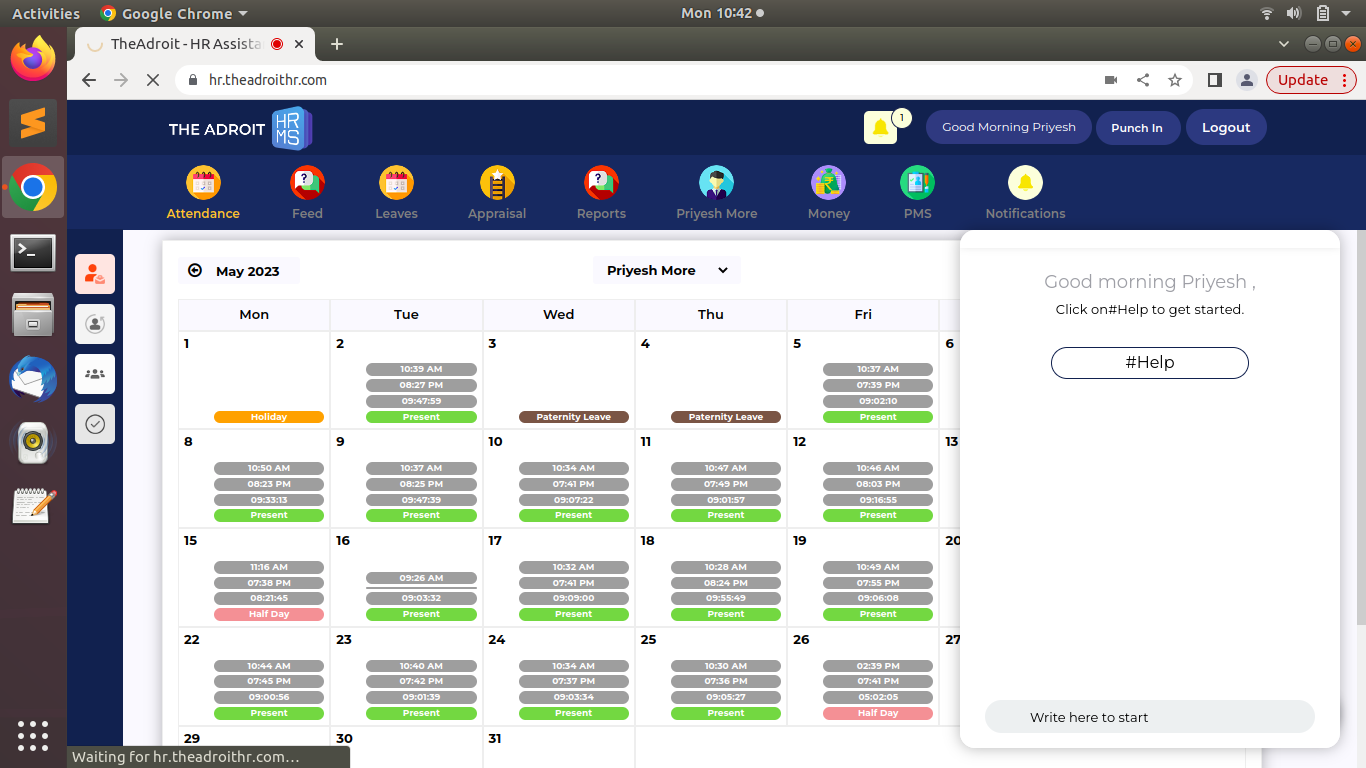 Activities Google Chrome Mon 10:42
TheAdroit - HR Assista
hr.theadroithr.com Update
THE ADROIT HRMS 1 Good Morning Priyesh Punch In Logout
Attendance Feed Leaves Appraisal Reports Priyesh More Money PMS Notifications
May 2023 Priyesh More
Mon Tue Wed Thu Fri
1 2 3 4 5 6
10:39 AM 10:37 AM
08:27 PM 07:39 PM
09:47:59 09:02:10
Holiday Present Paternity Leave Paternity Leave Present
8 9 10 11 12 13
10:50 AM 10:37 AM 10:34 AM 10:47 AM 10:46 AM
08:23 PM 08:25 PM 07:41 PM 07:49 PM 08:03 PM
09:33:13 09:47:39 09:07:22 09:01:57 09:16:55
Present Present Present Present Present
15 16 17 18 19 20
11:16 AM 09:26 AM 10:32 AM 10:28 AM 10:49 AM
07:38 PM 07:41 PM 08:24 PM 07:55 PM
08:21:45 09:03:32 09:09:00 09:55:49 09:06:08
Half Day Present Present Present Present
22 23 24 25 26 27
10:44 AM 10:40 AM 10:34 AM 10:30 AM 02:39 PM
07:45 PM 07:42 PM 07:37 PM 07:36 PM 07:41 PM
09:00:56 09:01:39 09:03:34 09:05:27 05:02:05
Present Present Present Present Half Day
29 30 31
Good morning Priyesh ,
Click on#Help to get started.
#Help
Write here to start
Waiting for hr.theadroithr.com...